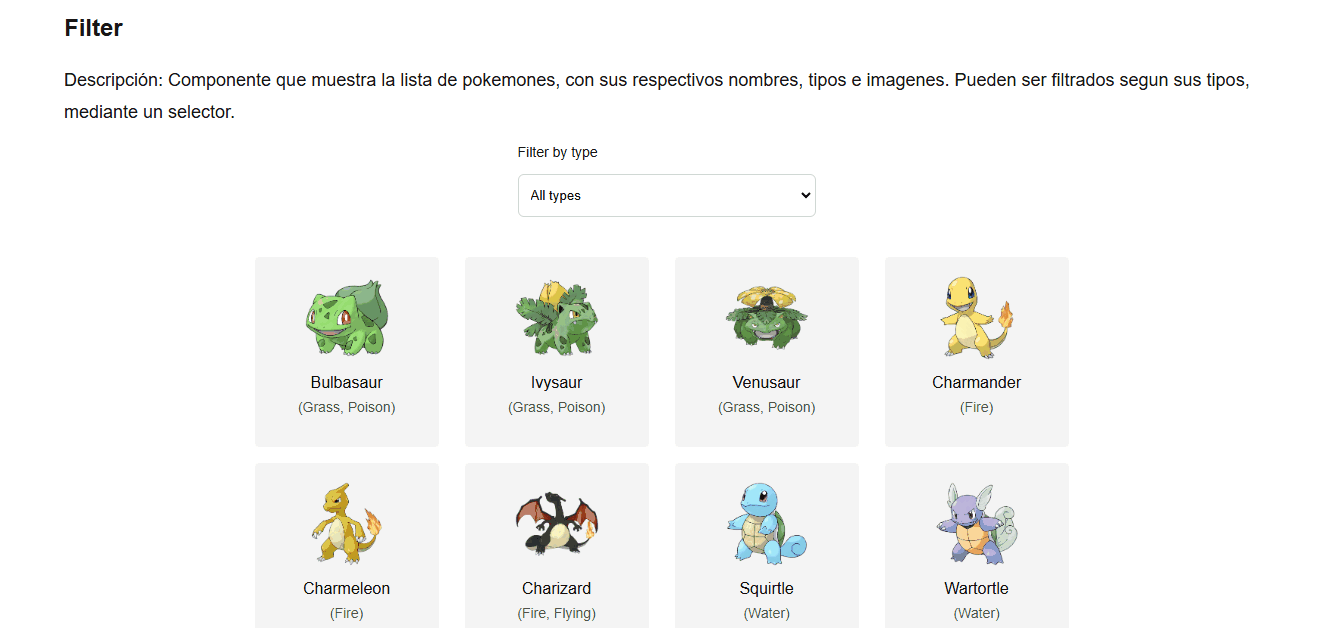 Filter
Descripción: Componente que muestra la lista de pokemones, con sus respectivos nombres, tipos e imagenes. Pueden ser filtrados segun sus tipos,
mediante un selector.
Filter by type
All types
Bulbasaur
(Grass, Poison)
Ivysaur
(Grass, Poison)
Venusaur
(Grass, Poison)
Charmander
(Fire)
Charmeleon
(Fire)
Charizard
(Fire, Flying)
Squirtle
(Water)
Wartortle
(Water)